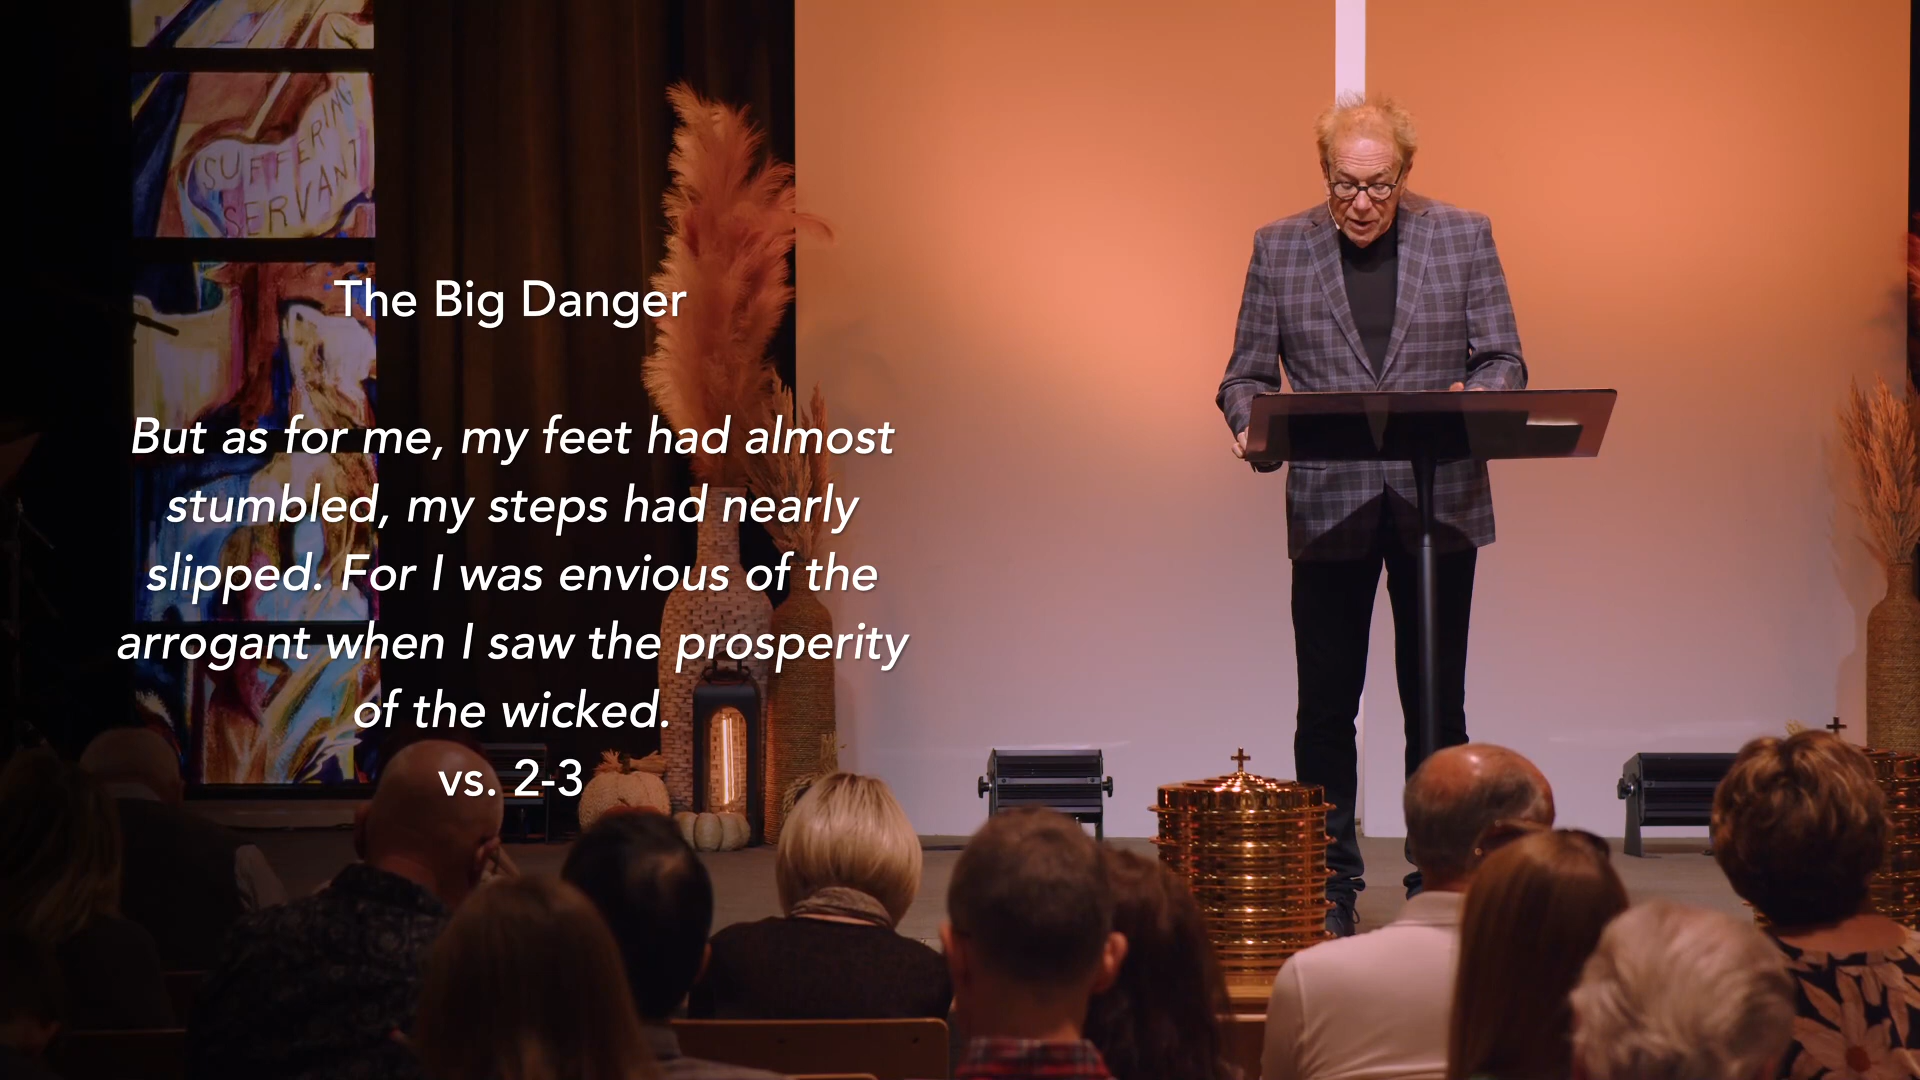 SUFFERING
SERVANT
The Big Danger
But as for me, my feet had almost
stumbled, my steps had nearly
slipped. For I was envious of the
arrogant when I saw the prosperity
of the wicked.
vs. 2-3